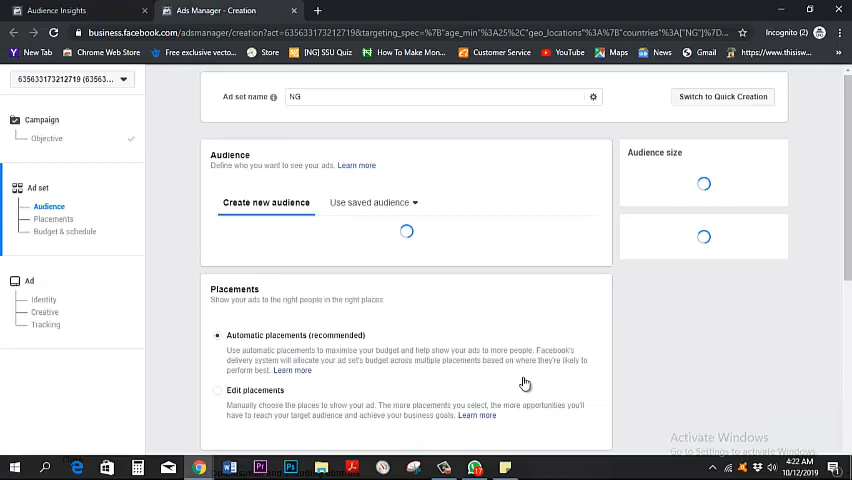 Audience Insights
Ads Manager - Creation
business.facebook.com/adsmanager/creation?act=635633173212719&targeting_spec=%7B"age_min"%3A25%2C"geo_locations"%3A%7B"countries"%3A["NG"]%7D...
Incognito (2)
New Tab
Chrome Web Store
Free exclusive vecto...
Store
[NG] SSU Quiz
How To Make Mon...
Customer Service
YouTube
Maps
News
Gmail
https://www.thisisw...
635633173212719 (63563...
Ad set name
NG
Switch to Quick Creation
Campaign
Objective
Audience
Define who you want to see your ads. Learn more
Audience size
Create new audience
Use saved audience
Ad set
Audience
Placements
Budget & schedule
Placements
Show your ads to the right people in the right places
Ad
Identity
Creative
Tracking
Automatic placements (recommended)
Use automatic placements to maximise your budget and help show your ads to more people. Facebook's
delivery system will allocate your ad set's budget across multiple placements based on where they're likely to
perform best. Learn more
Edit placements
Manually choose the places to show your ad. The more placements you select, the more opportunities you'll
have to reach your target audience and achieve your business goals. Learn more
Activate Windows
Go to Settings to activate Windows.
4:22 AM
10/12/2019